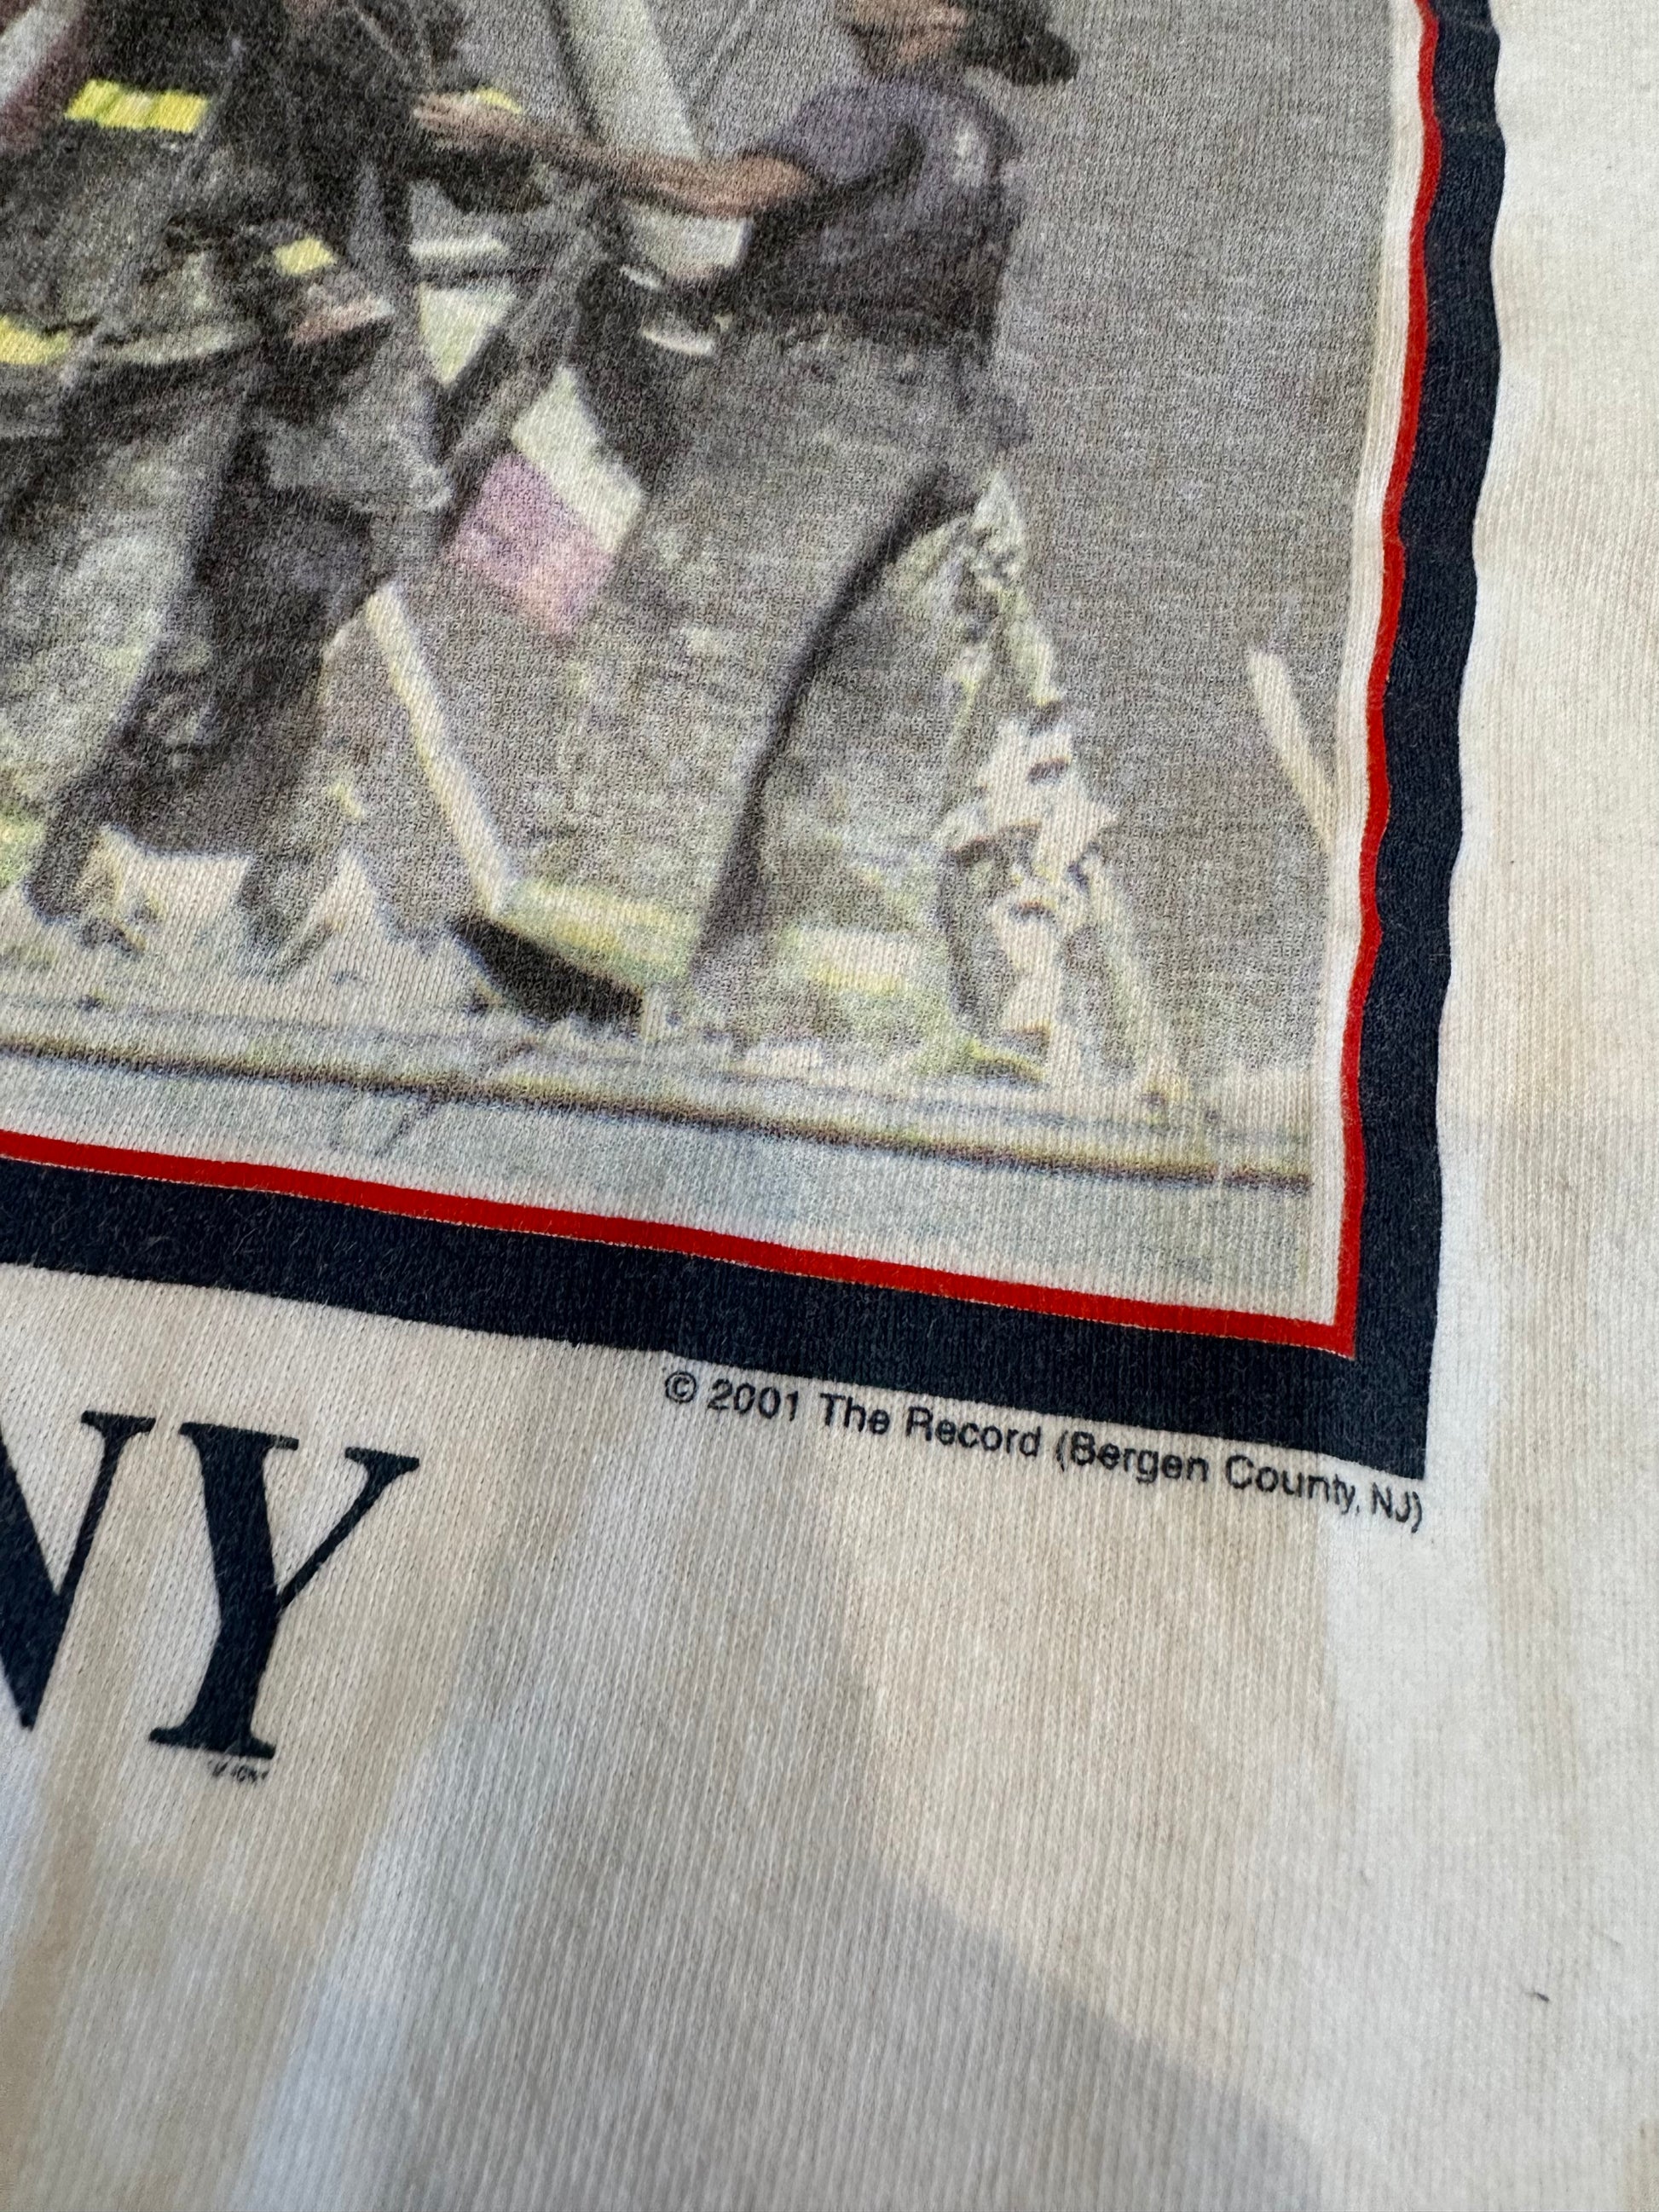 © 2001 The Record (Bergen County, NJ)
NY